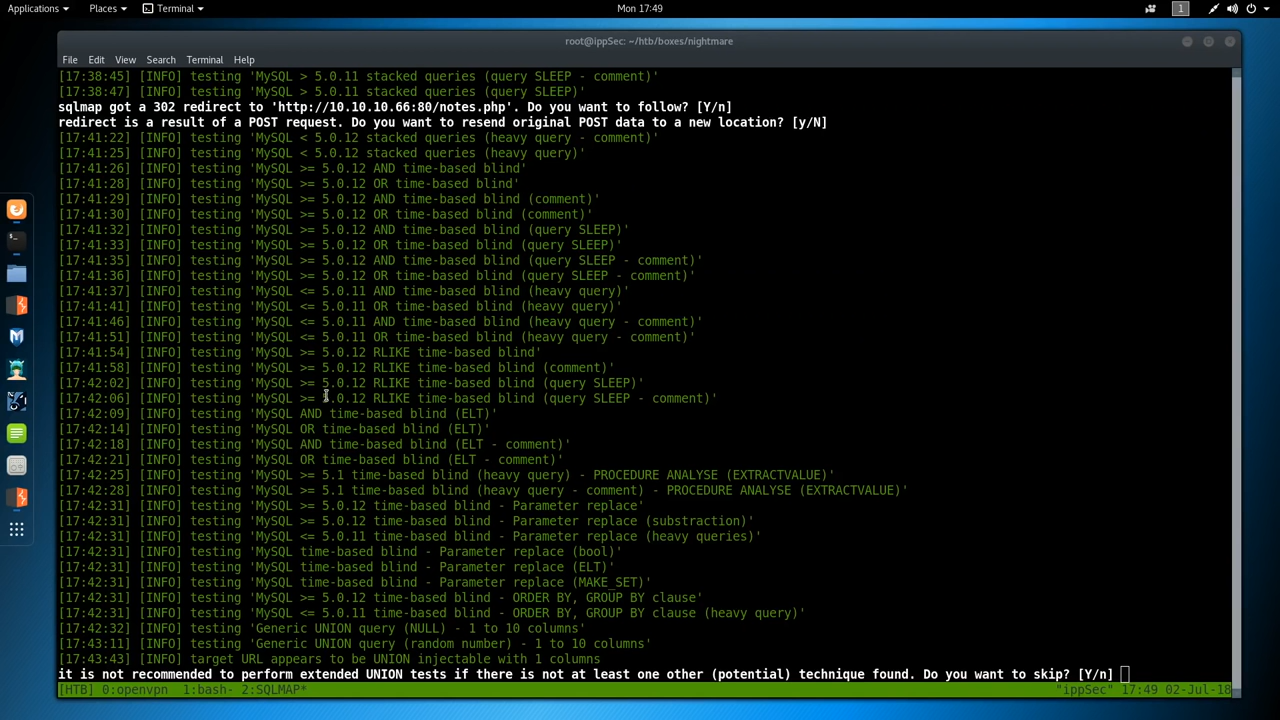 Applications Places Terminal Mon 17:49 1
root@ippSec: ~/htb/boxes/nightmare
File Edit View Search Terminal Help
[17:38:45] [INFO] testing 'MySQL > 5.0.11 stacked queries (query SLEEP - comment)'
[17:38:47] [INFO] testing 'MySQL > 5.0.11 stacked queries (query SLEEP)'
sqlmap got a 302 redirect to 'http://10.10.10.66:80/notes.php'. Do you want to follow? [Y/n]
redirect is a result of a POST request. Do you want to resend original POST data to a new location? [y/N]
[17:41:22] [INFO] testing 'MySQL < 5.0.12 stacked queries (heavy query - comment)'
[17:41:25] [INFO] testing 'MySQL < 5.0.12 stacked queries (heavy query)'
[17:41:26] [INFO] testing 'MySQL >= 5.0.12 AND time-based blind'
[17:41:28] [INFO] testing 'MySQL >= 5.0.12 OR time-based blind'
[17:41:29] [INFO] testing 'MySQL >= 5.0.12 AND time-based blind (comment)'
[17:41:30] [INFO] testing 'MySQL >= 5.0.12 OR time-based blind (comment)'
[17:41:32] [INFO] testing 'MySQL >= 5.0.12 AND time-based blind (query SLEEP)'
[17:41:33] [INFO] testing 'MySQL >= 5.0.12 OR time-based blind (query SLEEP)'
[17:41:35] [INFO] testing 'MySQL >= 5.0.12 AND time-based blind (query SLEEP - comment)'
[17:41:36] [INFO] testing 'MySQL >= 5.0.12 OR time-based blind (query SLEEP - comment)'
[17:41:37] [INFO] testing 'MySQL <= 5.0.11 AND time-based blind (heavy query)'
[17:41:41] [INFO] testing 'MySQL <= 5.0.11 OR time-based blind (heavy query)'
[17:41:46] [INFO] testing 'MySQL <= 5.0.11 AND time-based blind (heavy query - comment)'
[17:41:51] [INFO] testing 'MySQL <= 5.0.11 OR time-based blind (heavy query - comment)'
[17:41:54] [INFO] testing 'MySQL >= 5.0.12 RLIKE time-based blind'
[17:41:58] [INFO] testing 'MySQL >= 5.0.12 RLIKE time-based blind (comment)'
[17:42:02] [INFO] testing 'MySQL >= 5.0.12 RLIKE time-based blind (query SLEEP)'
[17:42:06] [INFO] testing 'MySQL >= 5.0.12 RLIKE time-based blind (query SLEEP - comment)'
[17:42:09] [INFO] testing 'MySQL AND time-based blind (ELT)'
[17:42:14] [INFO] testing 'MySQL OR time-based blind (ELT)'
[17:42:18] [INFO] testing 'MySQL AND time-based blind (ELT - comment)'
[17:42:21] [INFO] testing 'MySQL OR time-based blind (ELT - comment)'
[17:42:25] [INFO] testing 'MySQL >= 5.1 time-based blind (heavy query) - PROCEDURE ANALYSE (EXTRACTVALUE)'
[17:42:28] [INFO] testing 'MySQL >= 5.1 time-based blind (heavy query - comment) - PROCEDURE ANALYSE (EXTRACTVALUE)'
[17:42:31] [INFO] testing 'MySQL >= 5.0.12 time-based blind - Parameter replace'
[17:42:31] [INFO] testing 'MySQL >= 5.0.12 time-based blind - Parameter replace (substraction)'
[17:42:31] [INFO] testing 'MySQL <= 5.0.11 time-based blind - Parameter replace (heavy queries)'
[17:42:31] [INFO] testing 'MySQL time-based blind - Parameter replace (bool)'
[17:42:31] [INFO] testing 'MySQL time-based blind - Parameter replace (ELT)'
[17:42:31] [INFO] testing 'MySQL time-based blind - Parameter replace (MAKE_SET)'
[17:42:31] [INFO] testing 'MySQL >= 5.0.12 time-based blind - ORDER BY, GROUP BY clause'
[17:42:31] [INFO] testing 'MySQL <= 5.0.11 time-based blind - ORDER BY, GROUP BY clause (heavy query)'
[17:42:32] [INFO] testing 'Generic UNION query (NULL) - 1 to 10 columns'
[17:43:11] [INFO] testing 'Generic UNION query (random number) - 1 to 10 columns'
[17:43:43] [INFO] target URL appears to be UNION injectable with 1 columns
it is not recommended to perform extended UNION tests if there is not at least one other (potential) technique found. Do you want to skip? [Y/n]
[HTB] 0:openvpn 1:bash- 2:SQLMAP* "ippSec" 17:49 02-Jul-18